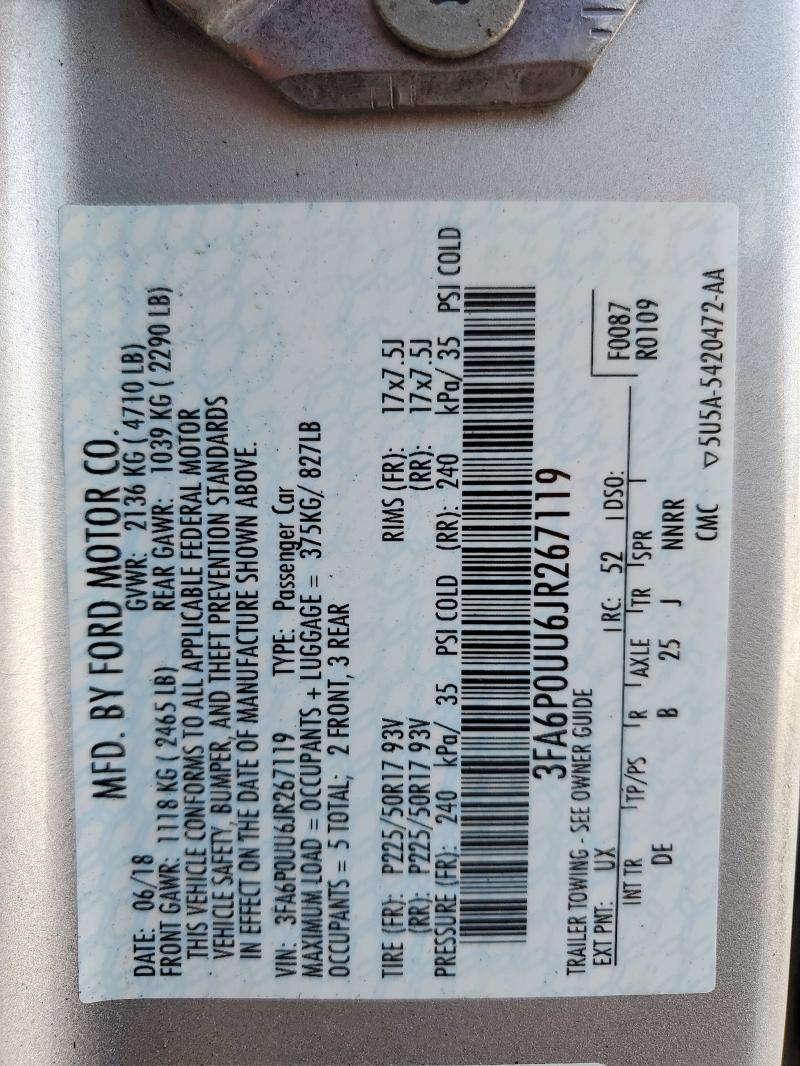 MFD. BY FORD MOTOR CO.
DATE: 06/18 GVWR: 2136 KG ( 4710 LB)
FRONT GAWR: 1118 KG ( 2465 LB) REAR GAWR: 1039 KG ( 2290 LB)
THIS VEHICLE CONFORMS TO ALL APPLICABLE FEDERAL MOTOR
VEHICLE SAFETY, BUMPER, AND THEFT PREVENTION STANDARDS
IN EFFECT ON THE DATE OF MANUFACTURE SHOWN ABOVE.
VIN: 3FA6P0UU6JR267119 TYPE: Passenger Car
MAXIMUM LOAD = OCCUPANTS + LUGGAGE = 375KG/ 827LB
OCCUPANTS = 5 TOTAL; 2 FRONT, 3 REAR
TIRE (FR): P225/50R17 93V RIMS (FR): 17x7.5J
(RR): P225/50R17 93V (RR): 17x7.5J
PRESSURE (FR): 240 kPa/ 35 PSI COLD (RR): 240 kPa/ 35 PSI COLD
3FA6P0UU6JR267119
TRAILER TOWING - SEE OWNER GUIDE
F0087
R0109
EXT PNT: UX RC: 52 DSO:
INT TR TP/PS R AXLE TR SPR
DE B 25 J NNRR
CMC ▽5U5A-5420472-AA